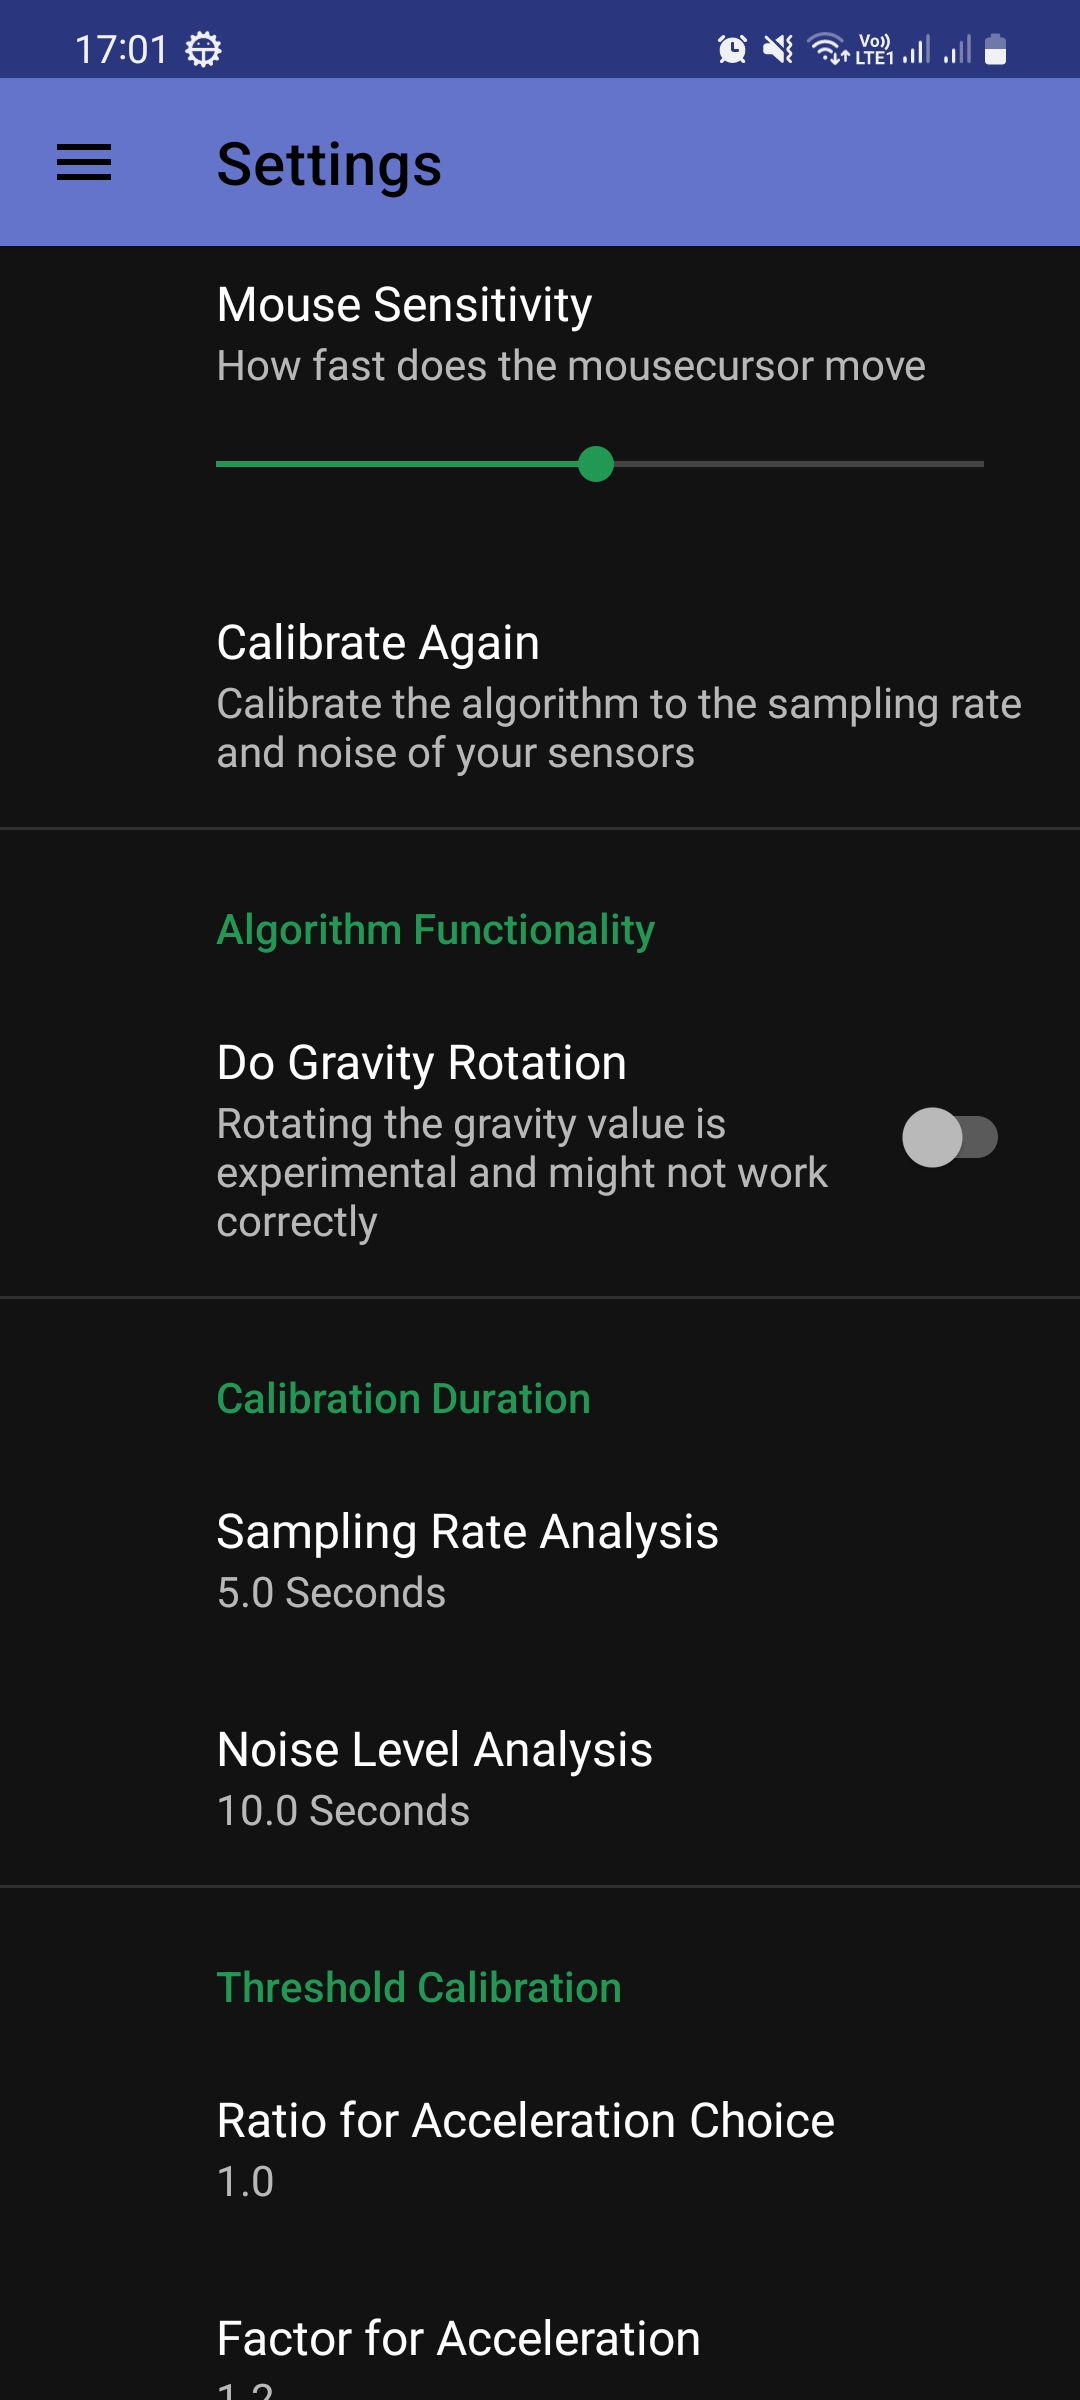 17:01
Vo))
LTE1
Settings
Mouse Sensitivity
How fast does the mousecursor move
Calibrate Again
Calibrate the algorithm to the sampling rate
and noise of your sensors
Algorithm Functionality
Do Gravity Rotation
Rotating the gravity value is
experimental and might not work
correctly
Calibration Duration
Sampling Rate Analysis
5.0 Seconds
Noise Level Analysis
10.0 Seconds
Threshold Calibration
Ratio for Acceleration Choice
1.0
Factor for Acceleration
1.2